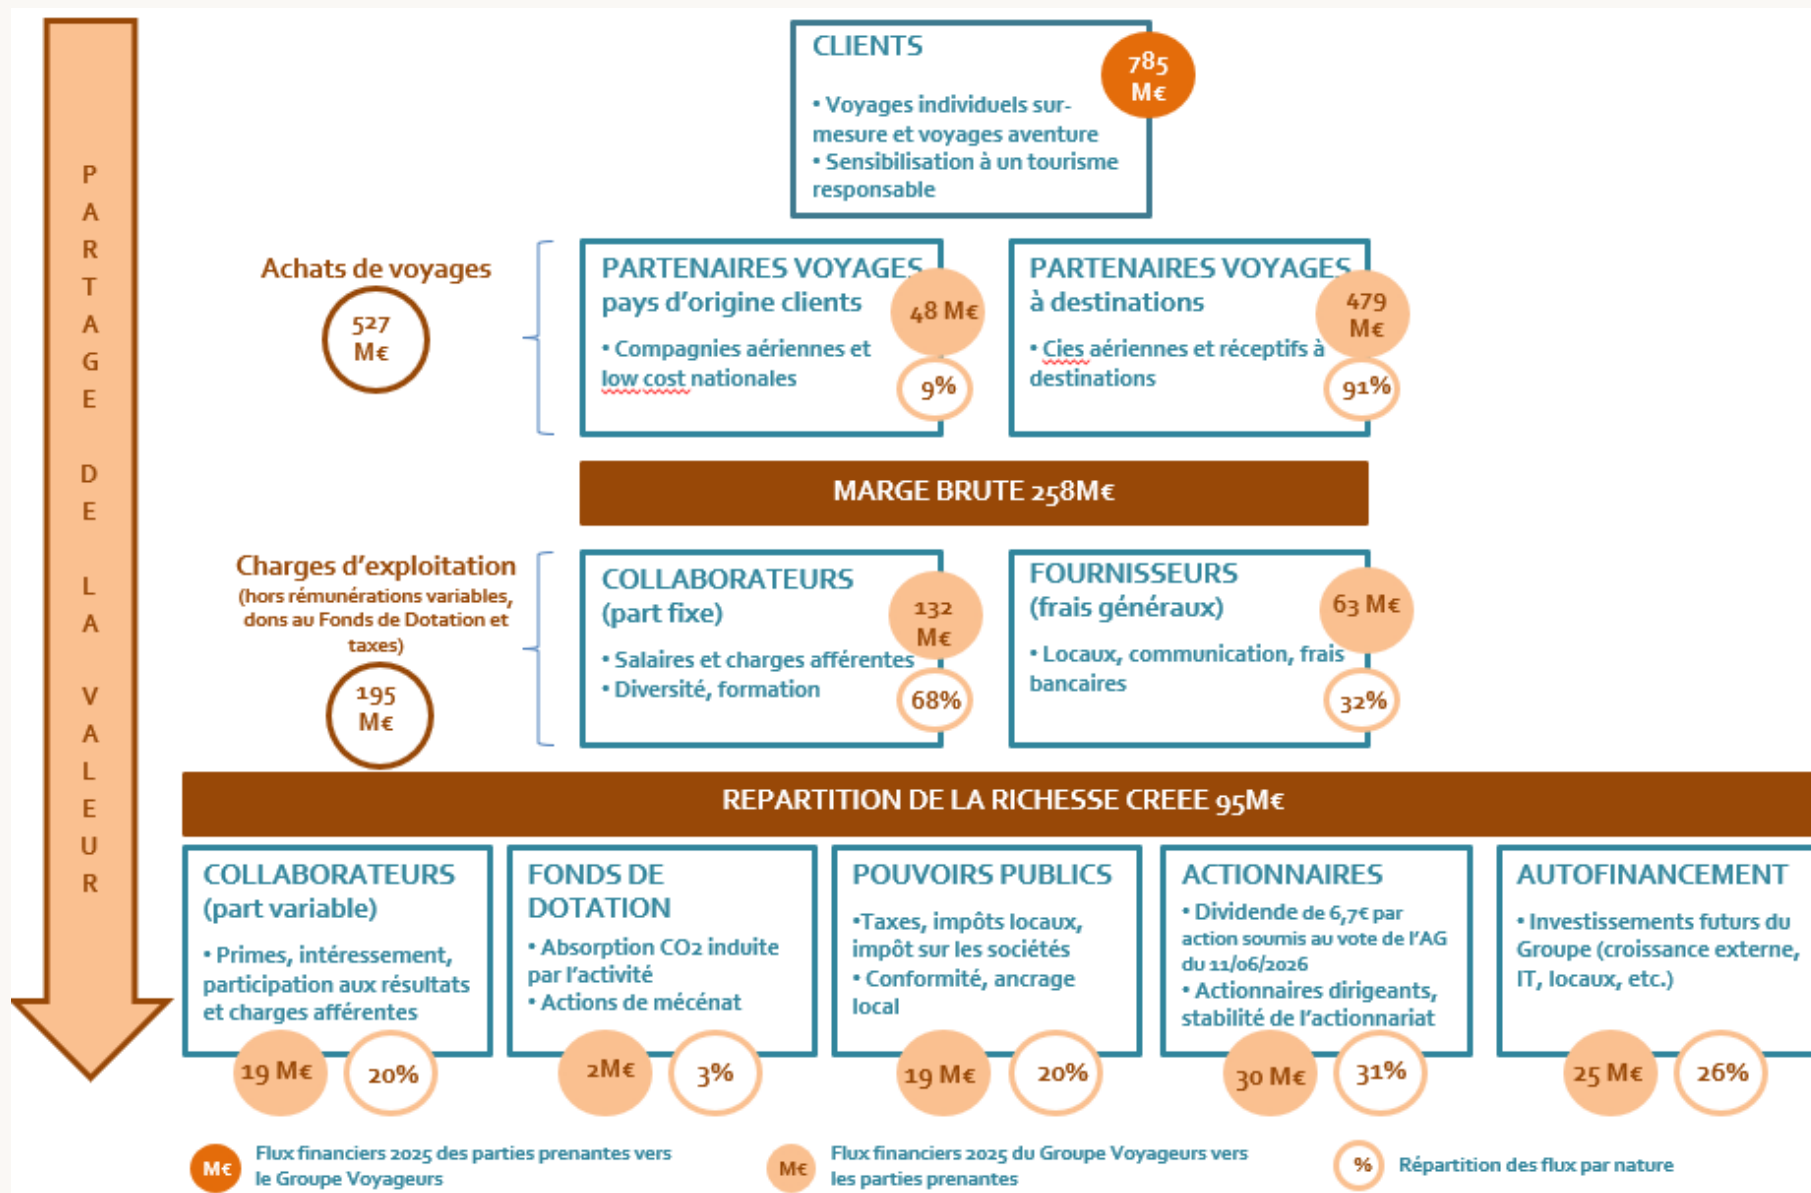 PARTAGE DE LA VALEUR
CLIENTS
785
M€
• Voyages individuels sur-
mesure et voyages aventure
• Sensibilisation à un tourisme
responsable
Achats de voyages
527
M€
PARTENAIRES VOYAGES
pays d'origine clients
48 M€
• Compagnies aériennes et
low cost nationales
9%
PARTENAIRES VOYAGES
à destinations
479
M€
• Cies aériennes et réceptifs à
destinations
91%
MARGE BRUTE 258M€
Charges d'exploitation
(hors rémunérations variables,
dons au Fonds de Dotation et
taxes)
195
M€
COLLABORATEURS
(part fixe)
132
M€
• Salaires et charges afférentes
• Diversité, formation
68%
FOURNISSEURS
(frais généraux)
63 M€
• Locaux, communication, frais
bancaires
32%
REPARTITION DE LA RICHESSE CREEE 95M€
COLLABORATEURS
(part variable)
• Primes, intéressement,
participation aux résultats
et charges afférentes
19 M€
20%
FONDS DE
DOTATION
• Absorption CO2 induite
par l'activité
• Actions de mécénat
2M€
3%
POUVOIRS PUBLICS
•Taxes, impôts locaux,
impôt sur les sociétés
• Conformité, ancrage
local
19 M€
20%
ACTIONNAIRES
• Dividende de 6,7€ par
action soumis au vote de l'AG
du 11/06/2026
• Actionnaires dirigeants,
stabilité de l'actionnariat
30 M€
31%
AUTOFINANCEMENT
• Investissements futurs du
Groupe (croissance externe,
IT, locaux, etc.)
25 M€
26%
M€
Flux financiers 2025 des parties prenantes vers
le Groupe Voyageurs
M€
Flux financiers 2025 du Groupe Voyageurs vers
les parties prenantes
%
Répartition des flux par nature